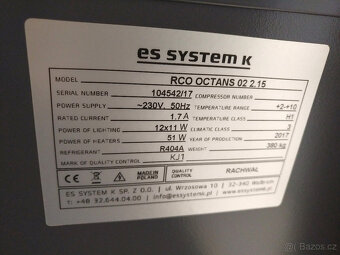 es system k
MODEL RCO OCTANS 02 2.15
SERIAL NUMBER 104542/17 COMPRESSOR NUMBER
POWER SUPPLY ~230V, 50Hz TEMPERATURE RANGE +2-+10
RATED CURRENT 1.7 A TEMPERATURE CLASS H1
POWER OF LIGHTING 12x11 W CLIMATIC CLASS
POWER OF HEATERS 51 W YEAR OF PRODUCTION 2017
REFRIGERANT R404A WEIGHT 380 kg
MARK OF QUALITY CONTROL KJ1
CE MADE IN POLAND QUALITY CONTROL RACHWAŁ
ES SYSTEM K SP. Z O.O. | ul. Wrzosowa 10 | 32-340 Wolbrom
T: +48 32.644.04.00 | info@essystemk.pl | essystemk.pl
bazos.cz